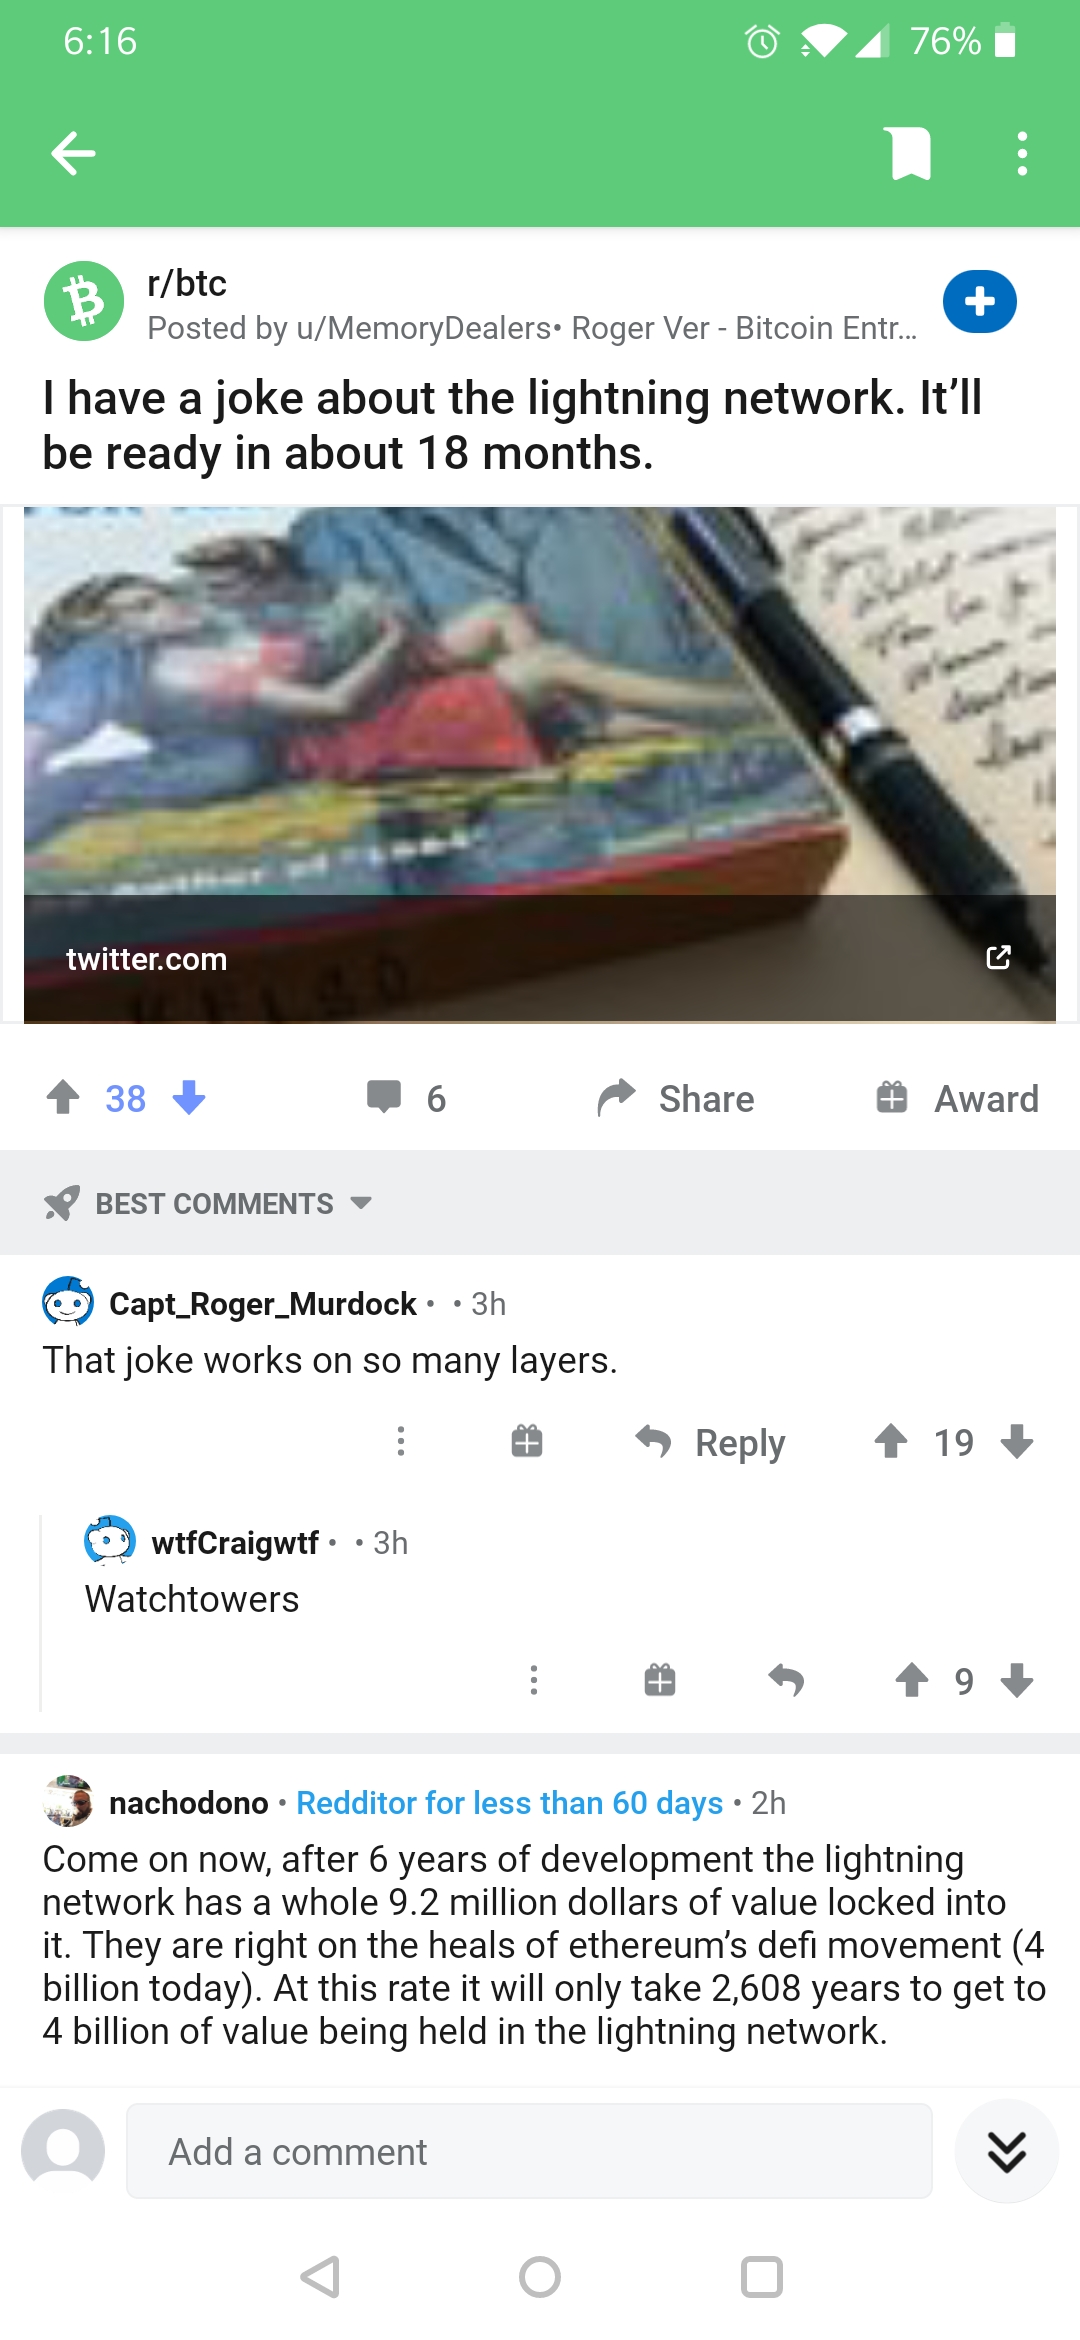 6:16
76%
r/btc
Posted by u/MemoryDealers• Roger Ver - Bitcoin Entr...
I have a joke about the lightning network. It’ll
be ready in about 18 months.
twitter.com
38
6
Share
Award
BEST COMMENTS
Capt_Roger_Murdock • • 3h
That joke works on so many layers.
Reply
19
wtfCraigwtf • • 3h
Watchtowers
9
nachodono • Redditor for less than 60 days • 2h
Come on now, after 6 years of development the lightning
network has a whole 9.2 million dollars of value locked into
it. They are right on the heals of ethereum’s defi movement (4
billion today). At this rate it will only take 2,608 years to get to
4 billion of value being held in the lightning network.
Add a comment